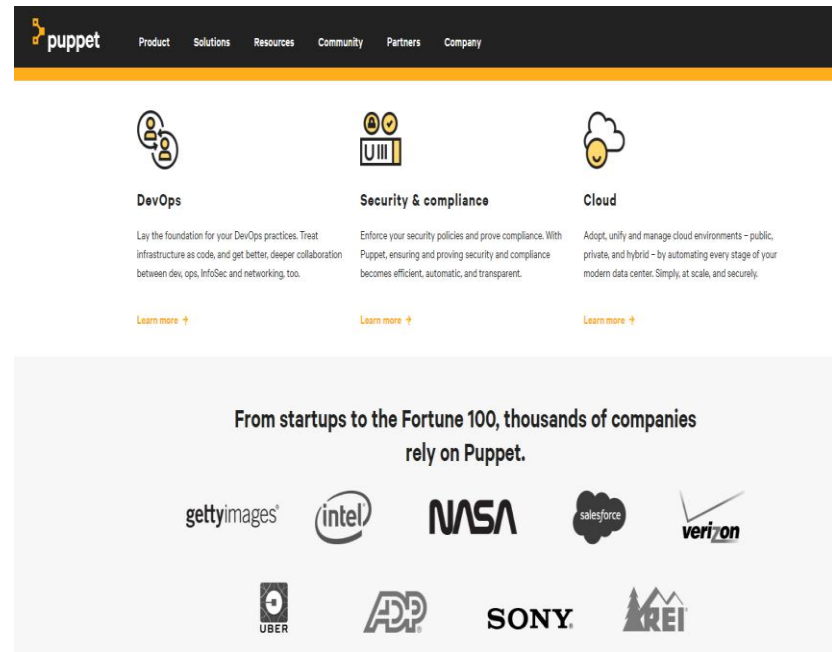 puppet
Product Solutions Resources Community Partners Company
DevOps
Lay the foundation for your DevOps practices. Treat
infrastructure as code, and get better, deeper collaboration
between dev, ops, InfoSec and networking, too.
Learn more →
Security & compliance
Enforce your security policies and prove compliance. With
Puppet, ensuring and proving security and compliance
becomes efficient, automatic, and transparent.
Learn more →
Cloud
Adopt, unify and manage cloud environments – public,
private, and hybrid – by automating every stage of your
modern data center. Simply, at scale, and securely.
Learn more →
From startups to the Fortune 100, thousands of companies
rely on Puppet.
gettyimages® intel NASA salesforce verizon
UBER ADP SONY REI